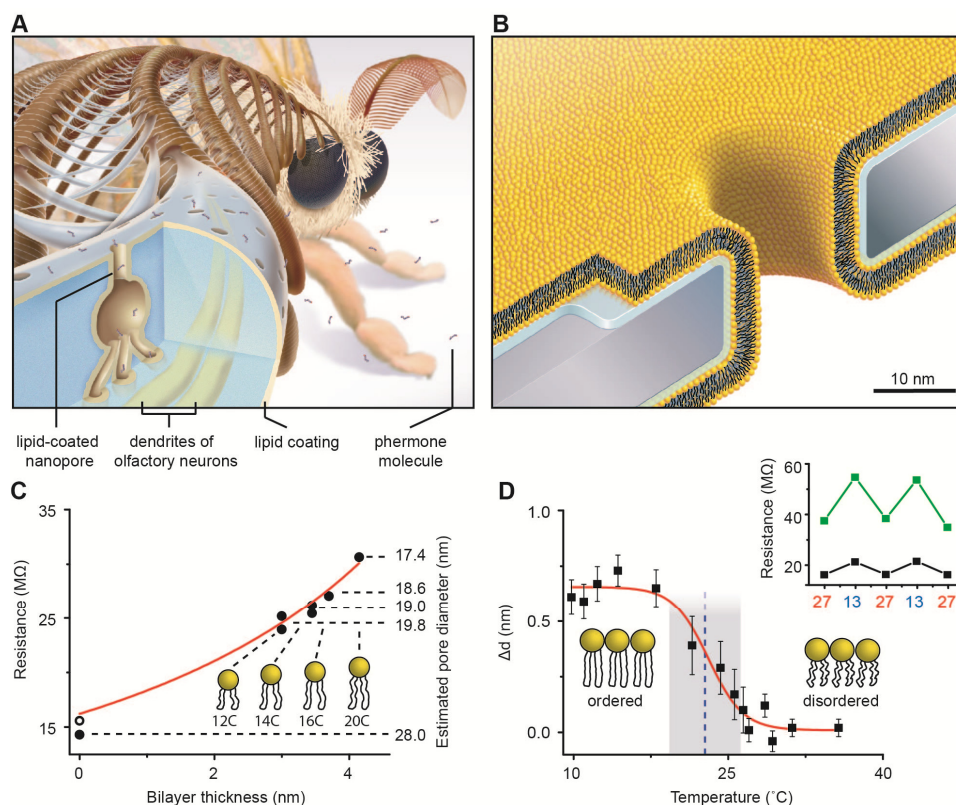 A
B
lipid-coated
nanopore
dendrites of
olfactory neurons
lipid coating
phermone
molecule
10 nm
C
35
25
15
Resistance (MΩ)
0
2
4
Bilayer thickness (nm)
17.4
18.6
19.0
19.8
28.0
Estimated pore diameter (nm)
12C
14C
16C
20C
D
1.0
0.5
0.0
Δd (nm)
10
25
40
Temperature (˚C)
ordered
disordered
60
40
20
Resistance (MΩ)
27 13 27 13 27